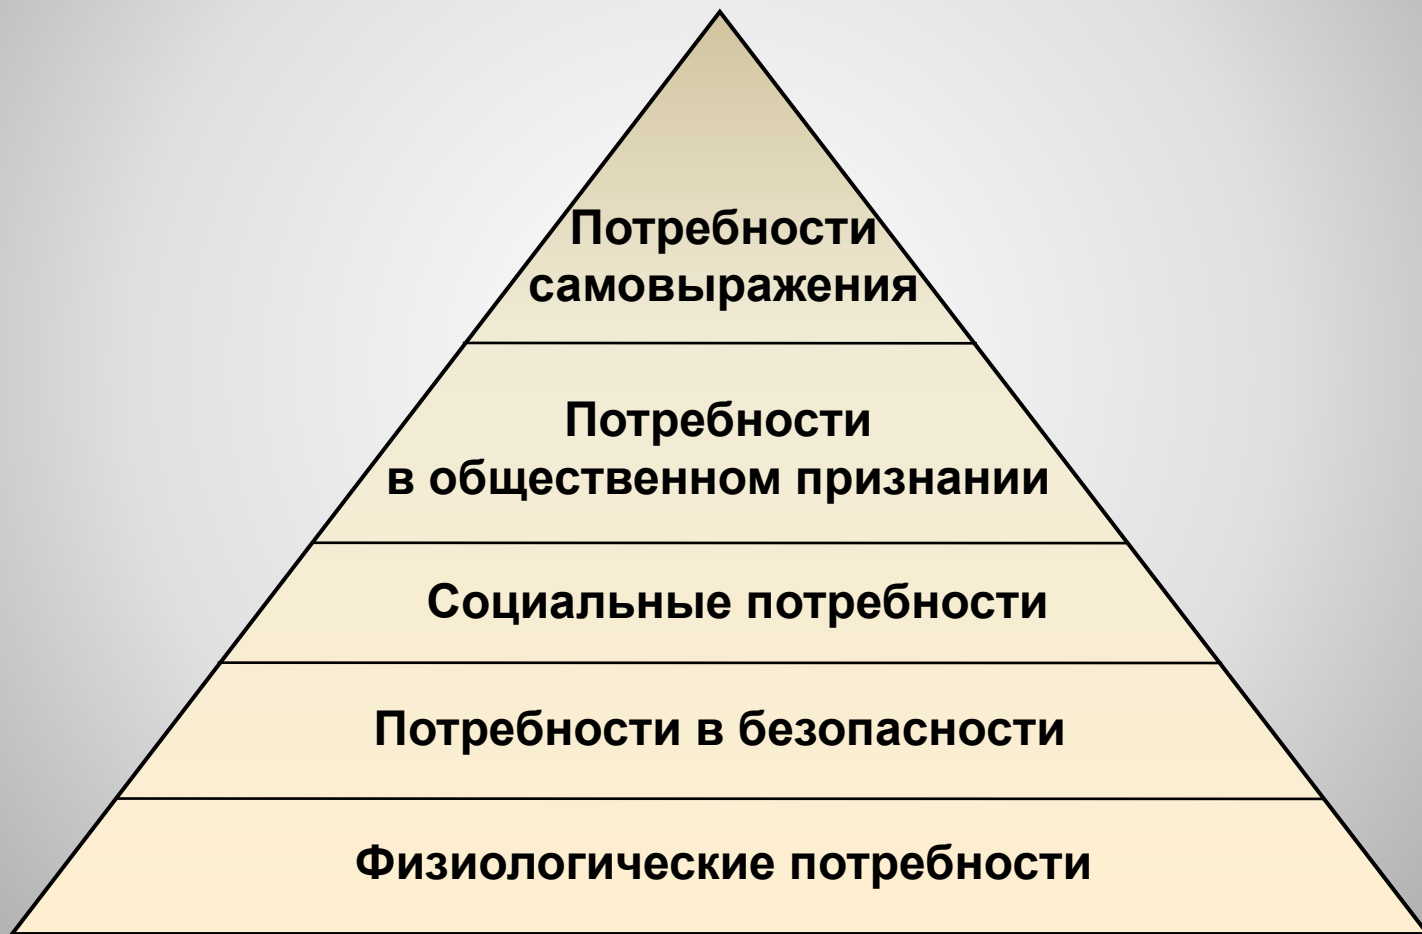 Потребности
самовыражения
Потребности
в общественном признании
Социальные потребности
Потребности в безопасности
Физиологические потребности